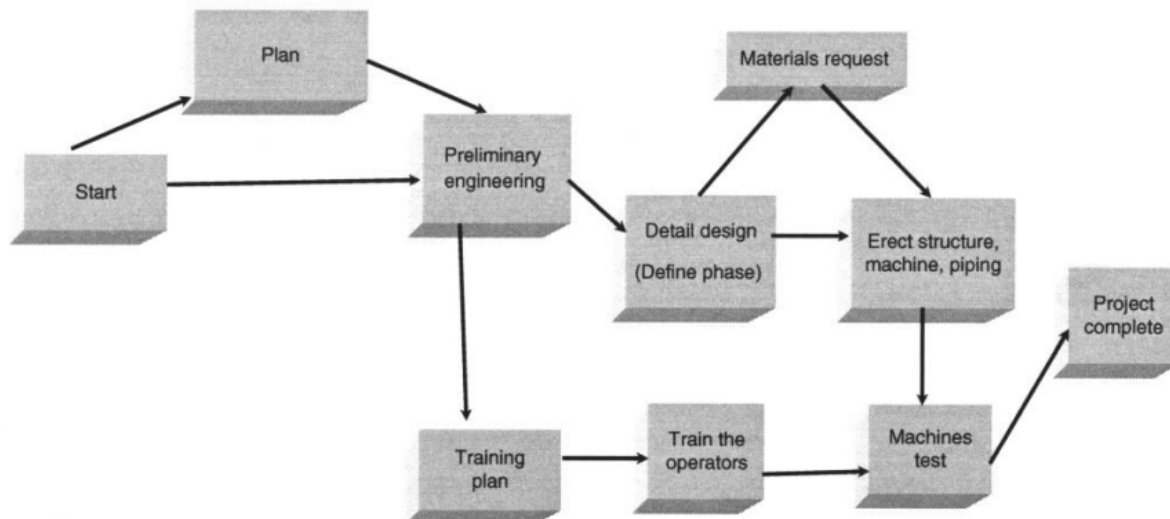 Plan
Materials request
Start
Preliminary
engineering
Detail design
(Define phase)
Erect structure,
machine, piping
Project
complete
Training
plan
Train the
operators
Machines
test